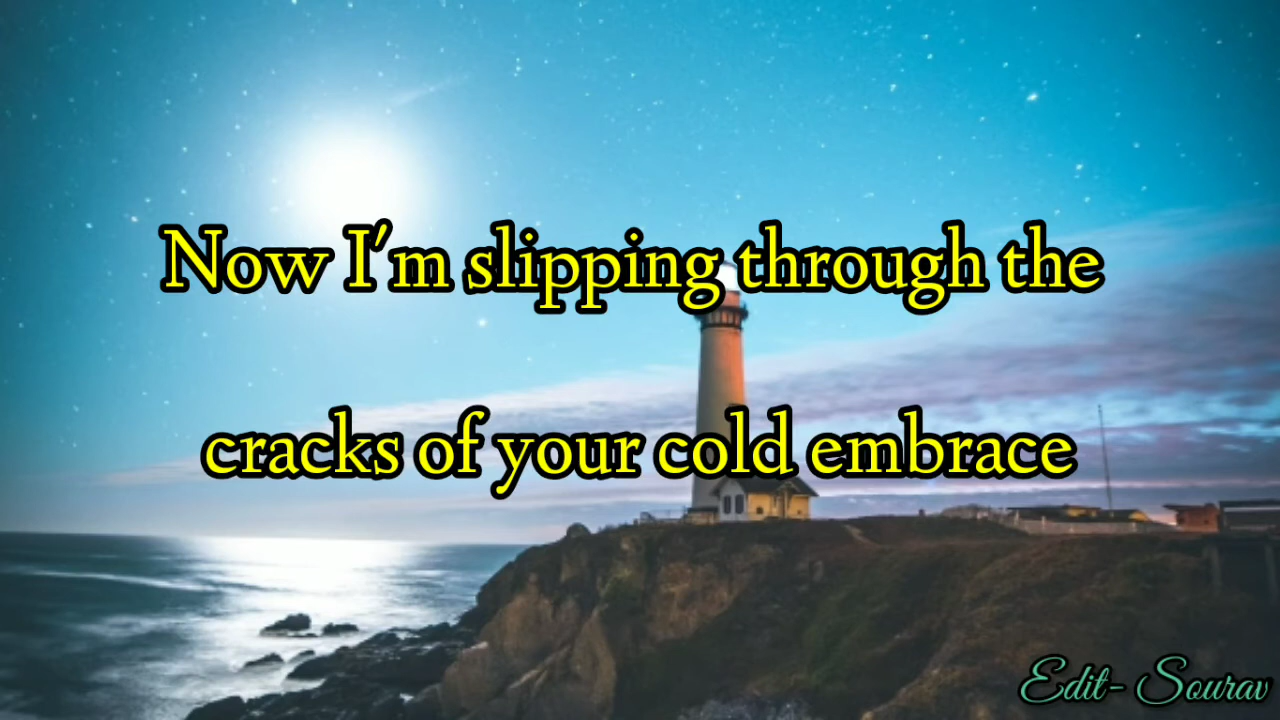 Now I'm slipping through the
cracks of your cold embrace
Edit- Sourav